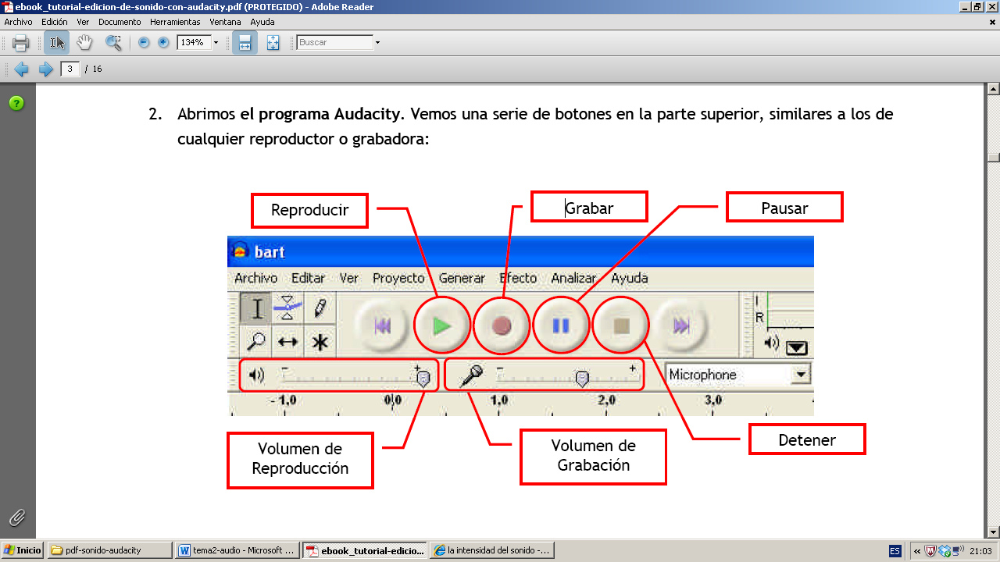 ebook_tutorial-edicion-de-sonido-con-audacity.pdf (PROTEGIDO) - Adobe Reader
Archivo Edición Ver Documento Herramientas Ventana Ayuda
134% Buscar
3 / 16
2. Abrimos el programa Audacity. Vemos una serie de botones en la parte superior, similares a los de
cualquier reproductor o grabadora:
Reproducir Grabar Pausar
bart
Archivo Editar Ver Proyecto Generar Efecto Analizar Ayuda
I
R
- + - + Microphone
- 1,0 0,0 1,0 2,0 3,0
Volumen de
Reproducción
Volumen de
Grabación
Detener
Inicio pdf-sonido-audacity tema2-audio - Microsoft ... ebook_tutorial-edicio... la intensidad del sonido -... ES « 21:03